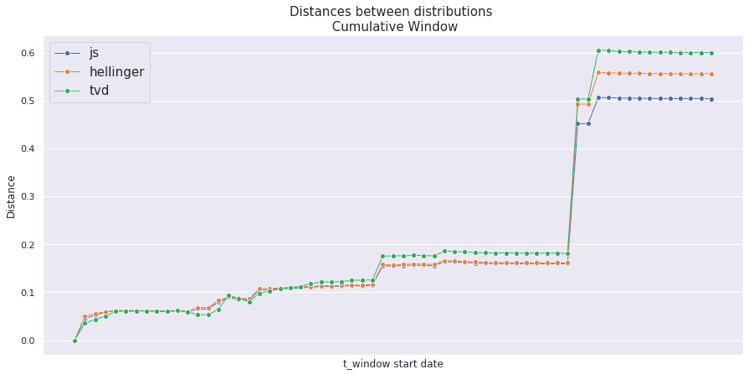 Distances between distributions
Cumulative Window
js
hellinger
tvd
0.6
0.5
0.4
0.3
0.2
0.1
0.0
Distance
t_window start date